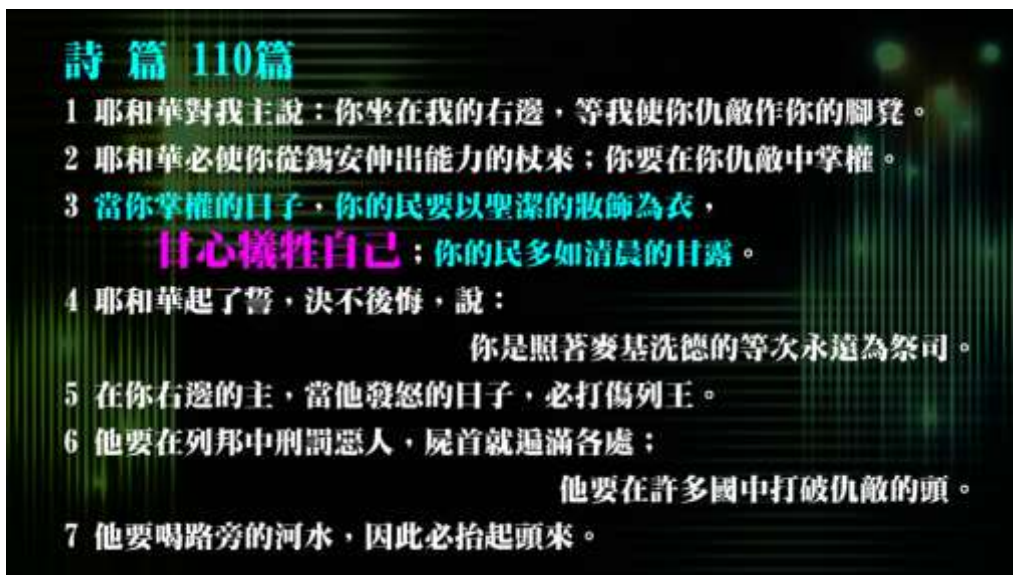 詩 篇 110篇
1 耶和華對我主說：你坐在我的右邊，等我使你仇敵作你的腳凳。
2 耶和華必使你從錫安伸出能力的杖來；你要在你仇敵中掌權。
3 當你掌權的日子，你的民要以聖潔的妝飾為衣，
甘心犧牲自己；你的民多如清晨的甘露。
4 耶和華起了誓，決不後悔，說：
你是照著麥基洗德的等次永遠為祭司。
5 在你右邊的主，當他發怒的日子，必打傷列王。
6 他要在列邦中刑罰惡人，屍首就遍滿各處；
他要在許多國中打破仇敵的頭。
7 他要喝路旁的河水，因此必抬起頭來。